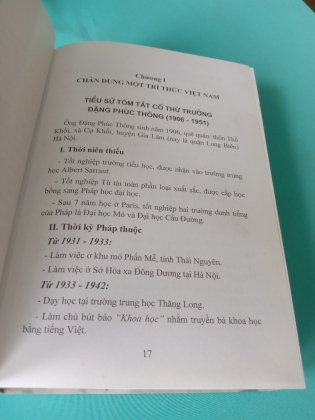 Chương I
CHÂN DUNG MỘT TRÍ THỨC VIỆT NAM
TIỂU SỬ TÓM TẮT CỐ THỨ TRƯỞNG
ĐẶNG PHÚC THÔNG (1906 - 1951)
Ông Đặng Phúc Thông sinh năm 1906, quê quán: thôn Thổ
Khối, xã Cự Khối, huyện Gia Lâm (nay là quận Long Biên)
Hà Nội.
I. Thời niên thiếu
- Tốt nghiệp trường tiểu học, được nhận vào trường trung
học Albert Sarraut.
- Tốt nghiệp Tú tài toàn phần loại xuất sắc, được cấp học
bổng sang Pháp học đại học.
- Sau 7 năm học ở Paris, tốt nghiệp hai trường danh tiếng
của Pháp là Đại học Mỏ và Đại học Cầu Đường.
II. Thời kỳ Pháp thuộc
Từ 1931 - 1933:
- Làm việc ở khu mỏ Phấn Mễ, tỉnh Thái Nguyên.
- Làm việc ở Sở Hỏa xa Đông Dương tại Hà Nội.
Từ 1933 - 1942:
- Dạy học tại trường trung học Thăng Long.
- Làm chủ bút báo "Khoa học" nhằm truyền bá khoa học
bằng tiếng Việt.
17